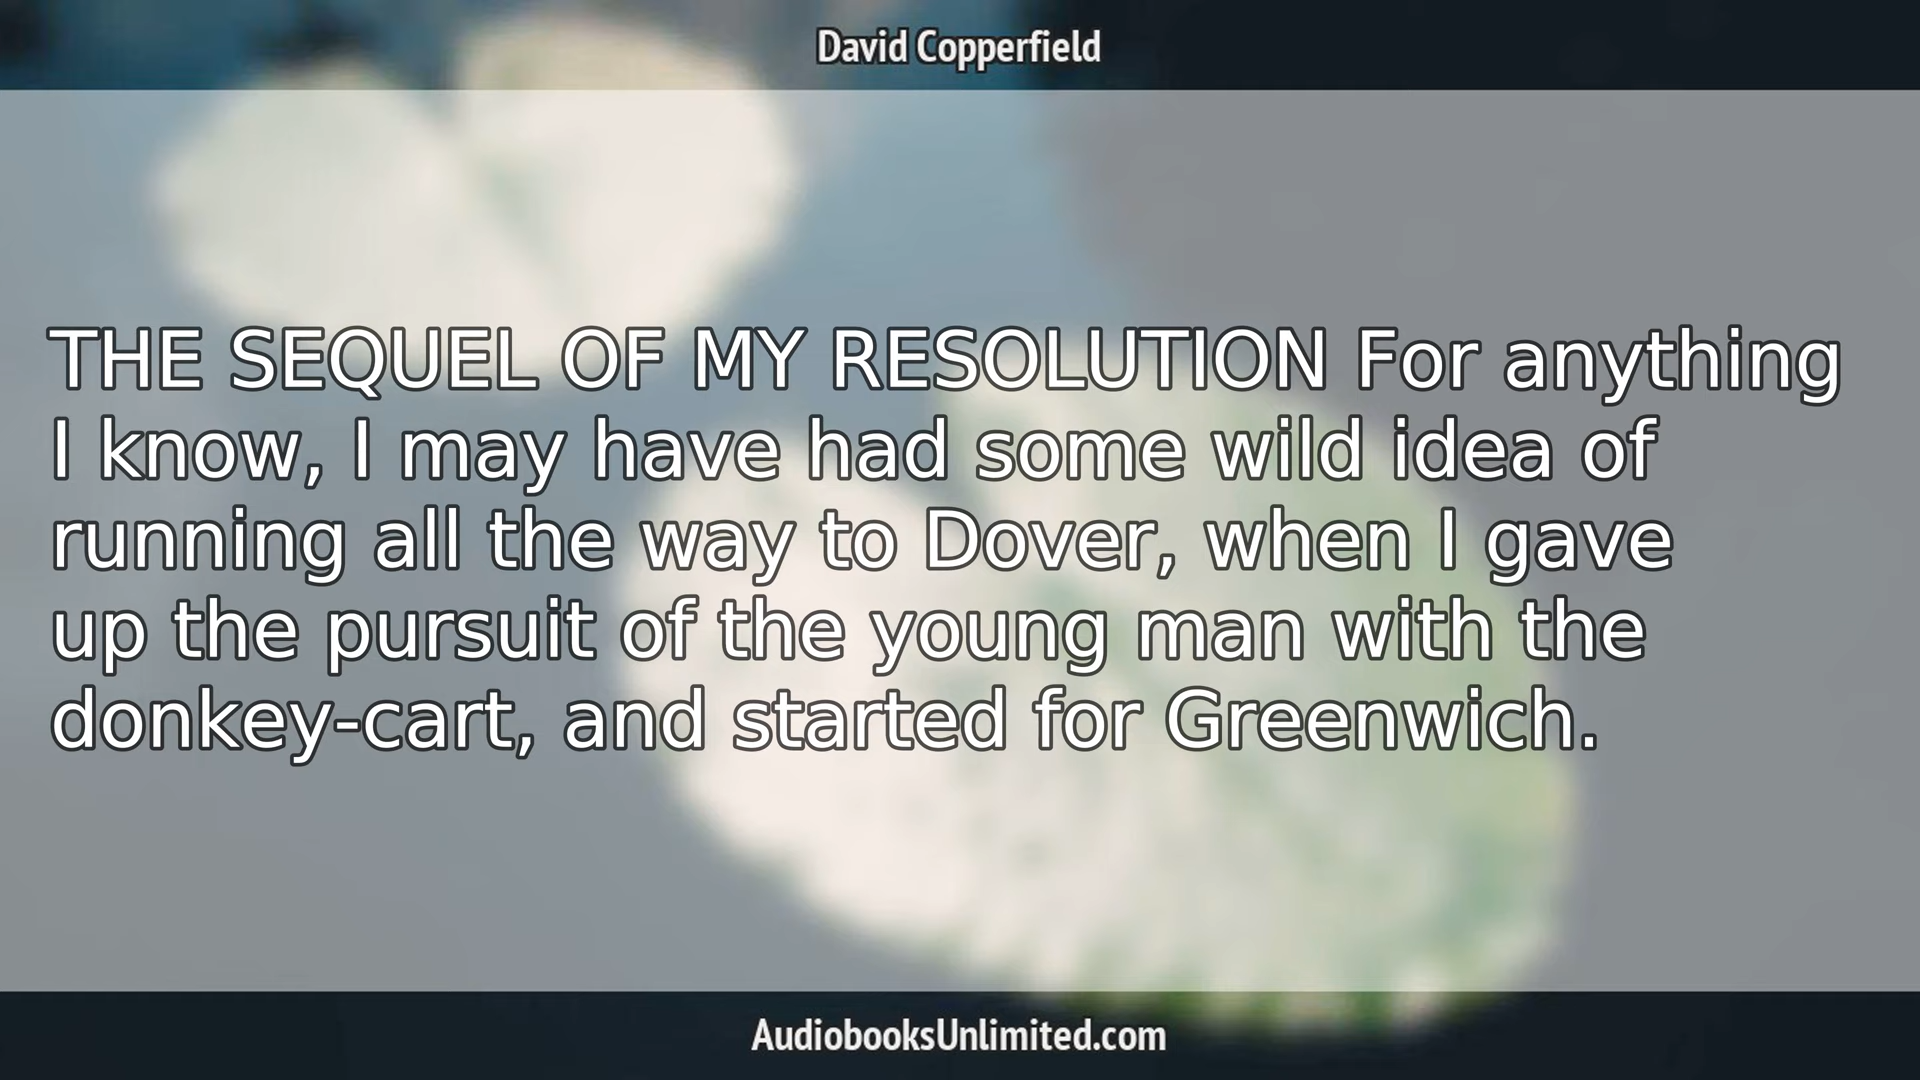 David Copperfield
THE SEQUEL OF MY RESOLUTION For anything
I know, I may have had some wild idea of
running all the way to Dover, when I gave
up the pursuit of the young man with the
donkey-cart, and started for Greenwich.
AudiobooksUnlimited.com